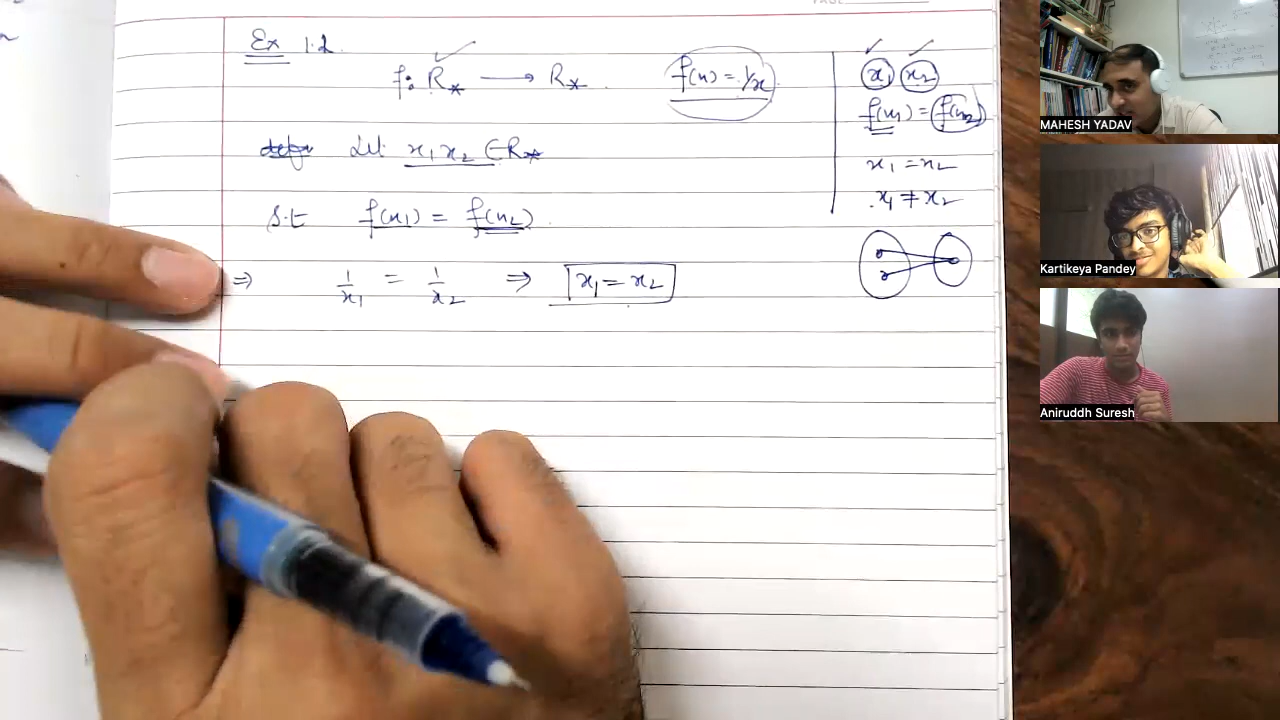 Ex 1.2.
f: R* ⟶ R*. f(x) = 1/x
Let x₁ x₂ ∈ R*
S.t f(x₁) = f(x₂).
⇒ 1/x₁ = 1/x₂ ⇒ x₁ = x₂
x₁ x₂
f(x₁) = f(x₂)
x₁ = x₂
x₁ ≠ x₂
MAHESH YADAV
Kartikeya Pandey
Aniruddh Suresh